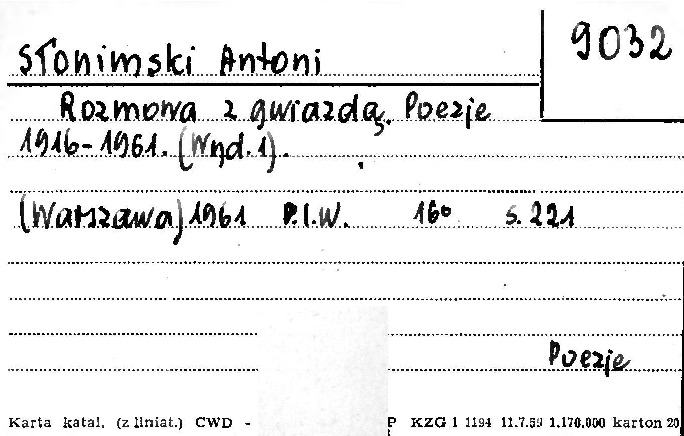 9032
Słonimski Antoni
Rozmowa z gwiazdą. Poezje
1916-1961. (Wyd. 1).
(Warszawa) 1961 P.I.W. 16° s. 221
Poezje
Karta katal. (z liniat.) CWD - P KZG 1 1194 11.7.59 1.170.000 karton 20